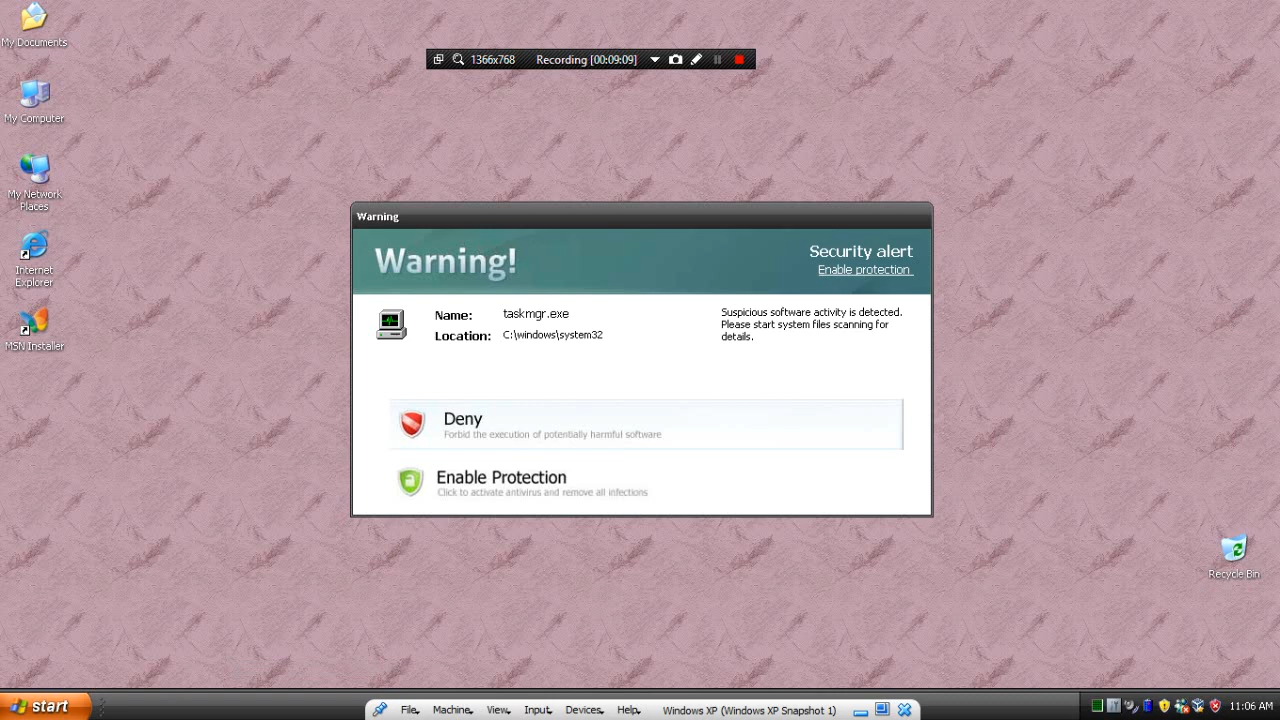 My Documents
1366x768
Recording [00:09:09]
My Computer
My Network
Places
Internet
Explorer
MSN Installer
Warning
Warning!
Security alert
Enable protection
Name: taskmgr.exe
Location: C:\windows\system32
Suspicious software activity is detected.
Please start system files scanning for
details.
Deny
Forbid the execution of potentially harmful software
Enable Protection
Click to activate antivirus and remove all infections
Recycle Bin
start
File Machine View Input Devices Help
Windows XP (Windows XP Snapshot 1)
11:06 AM